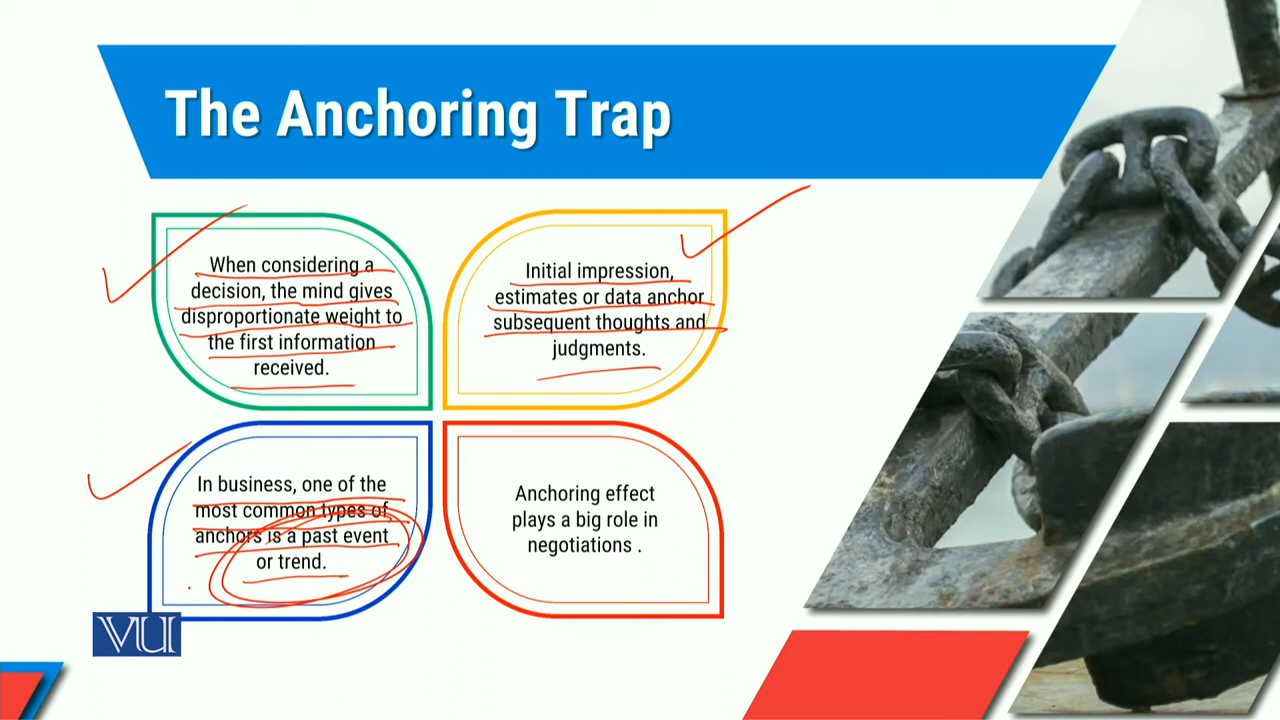 The Anchoring Trap
When considering a
decision, the mind gives
disproportionate weight to
the first information
received.
Initial impression,
estimates or data anchor
subsequent thoughts and
judgments.
In business, one of the
most common types of
anchors is a past event
or trend.
Anchoring effect
plays a big role in
negotiations .
VU